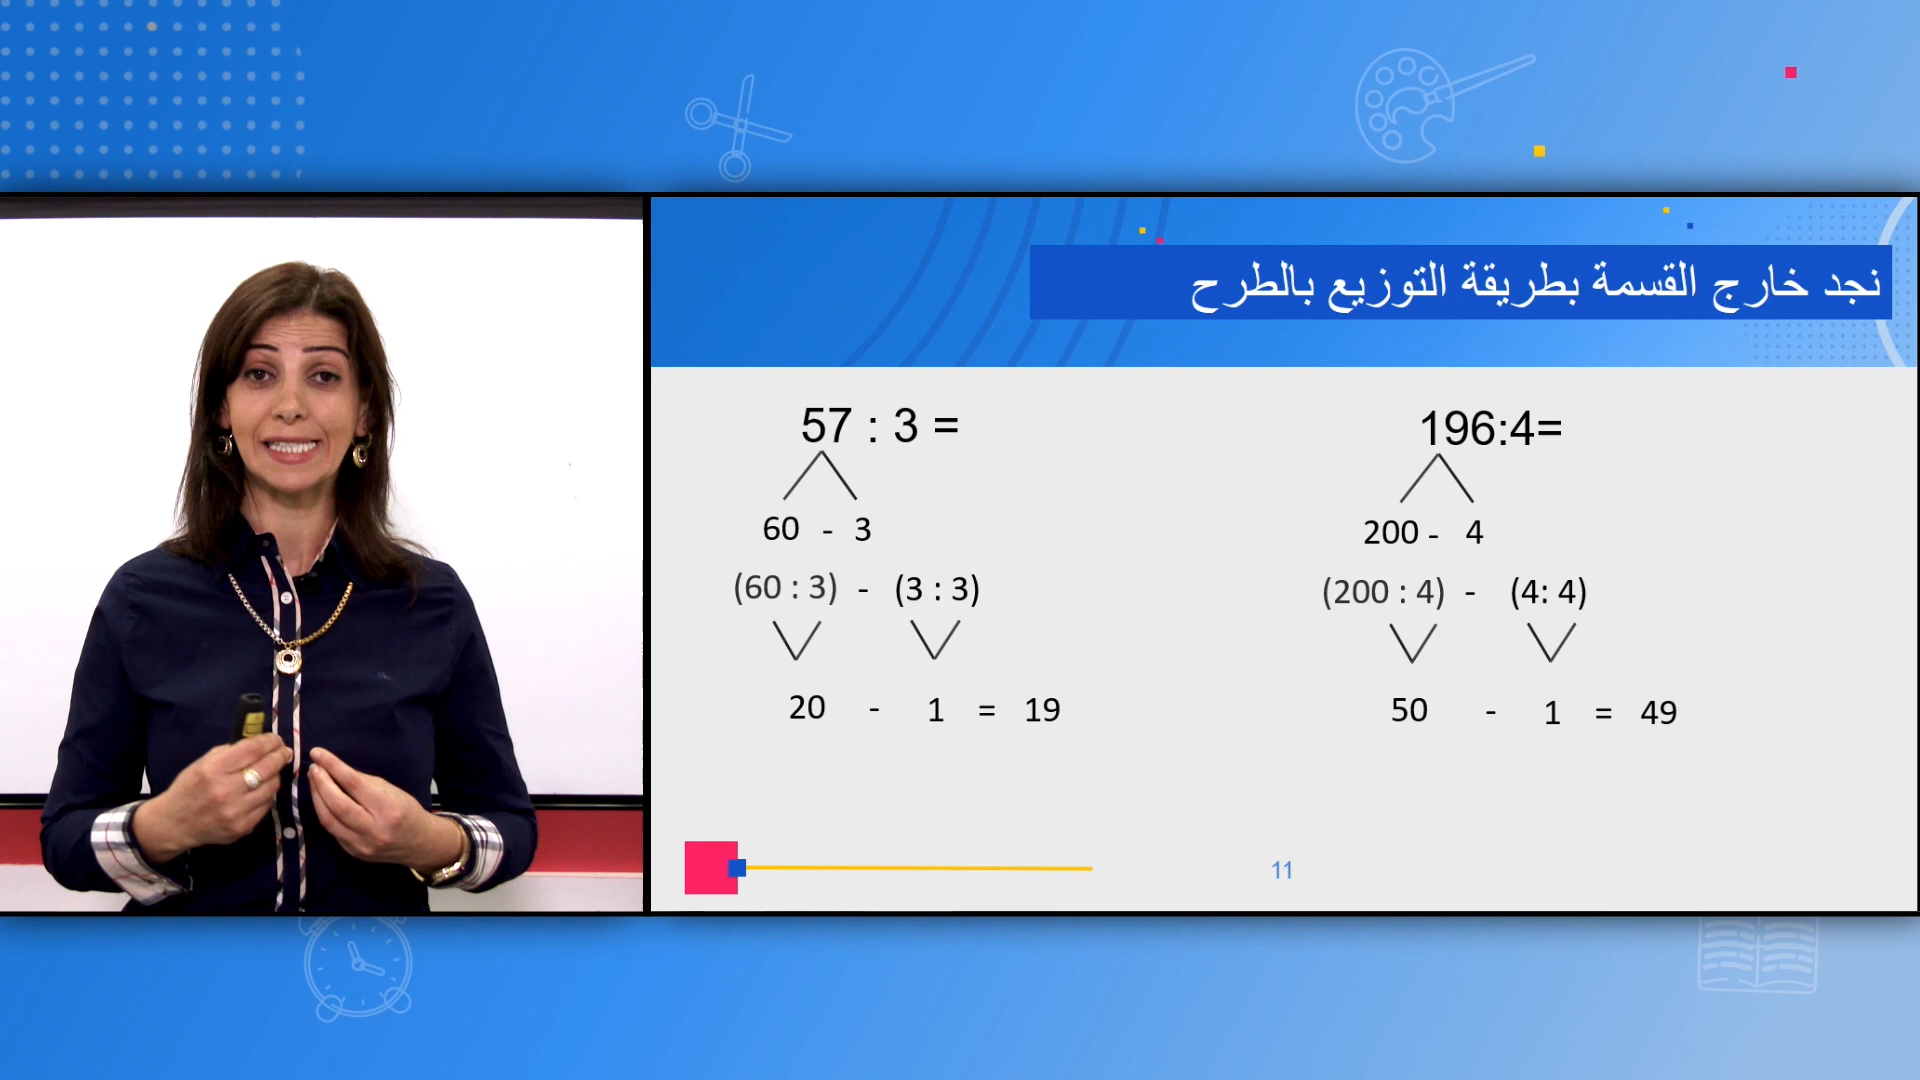 نجد خارج القسمة بطريقة التوزيع بالطرح
57 : 3 =
60 - 3
(60 : 3) - (3 : 3)
20 - 1 = 19
196:4=
200 - 4
(200 : 4) - (4: 4)
50 - 1 = 49
11